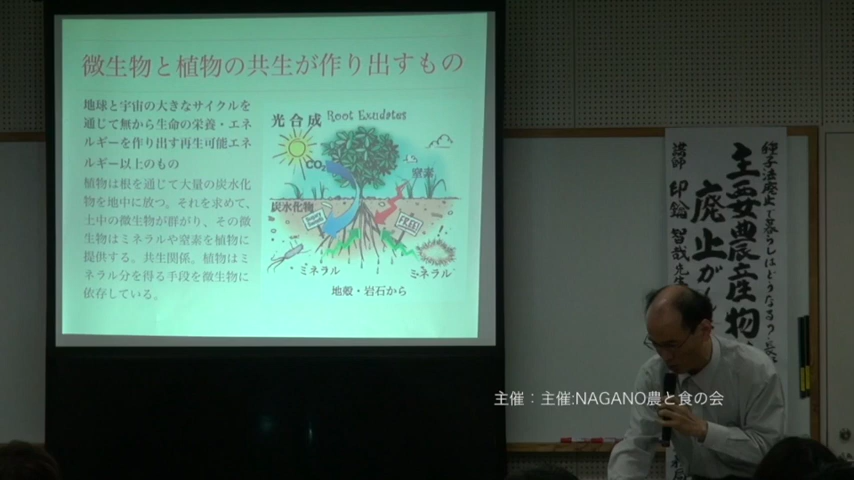 微生物と植物の共生が作り出すもの
地球と宇宙の大きなサイクルを
通じて無から生命の栄養・エネ
ルギーを作り出す再生可能エネ
ルギー以上のもの
植物は根を通じて大量の炭水化
物を地中に放つ。それを求めて、
土中の微生物が群がり、その微
生物はミネラルや窒素を植物に
提供する。共生関係。植物はミ
ネラル分を得る手段を微生物に
依存している。
光合成
Root Exudates
CO₂
窒素
炭水化物
ミネラル
ミネラル
地殻・岩石から
種子法廃止
主要農産物
廃止が
講師 印鑰 智哉先生
主催：主催:NAGANO農と食の会